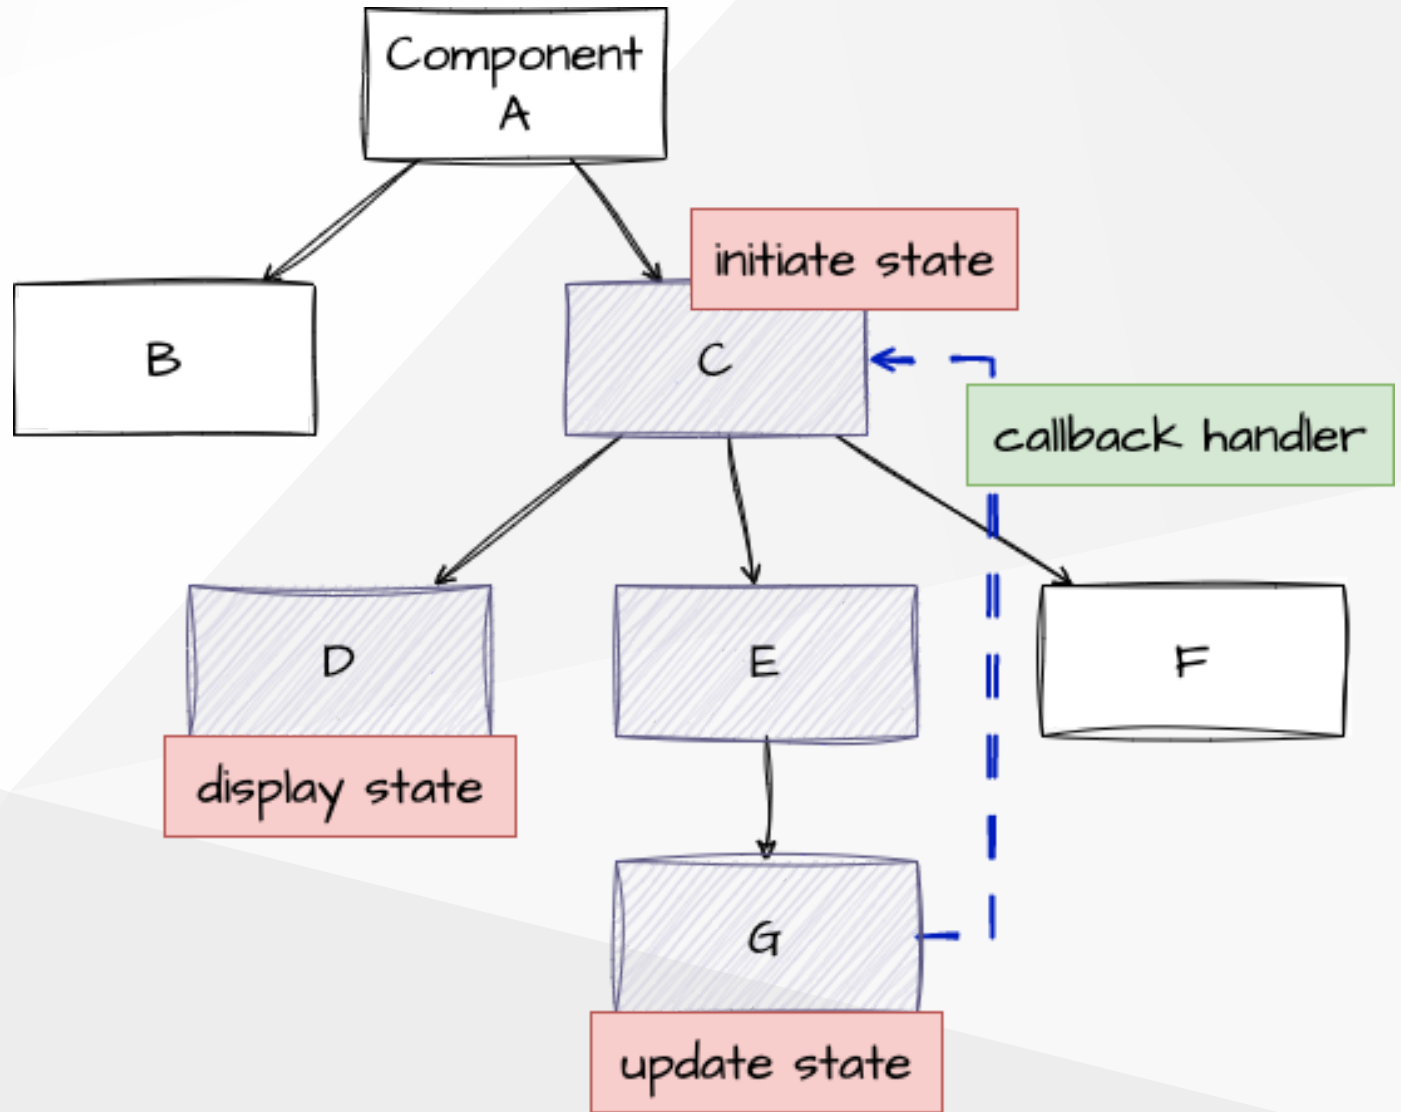 Component
A
initiate state
B
C
callback handler
D
E
F
display state
G
update state